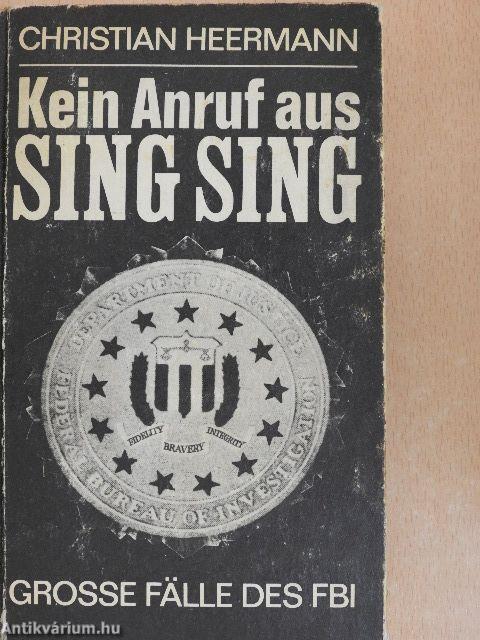 CHRISTIAN HEERMANN
Kein Anruf aus
SING SING
DEPARTMENT OF JUSTICE
FIDELITY BRAVERY INTEGRITY
FEDERAL BUREAU OF INVESTIGATION
GROSSE FÄLLE DES FBI
Antikvárium.hu